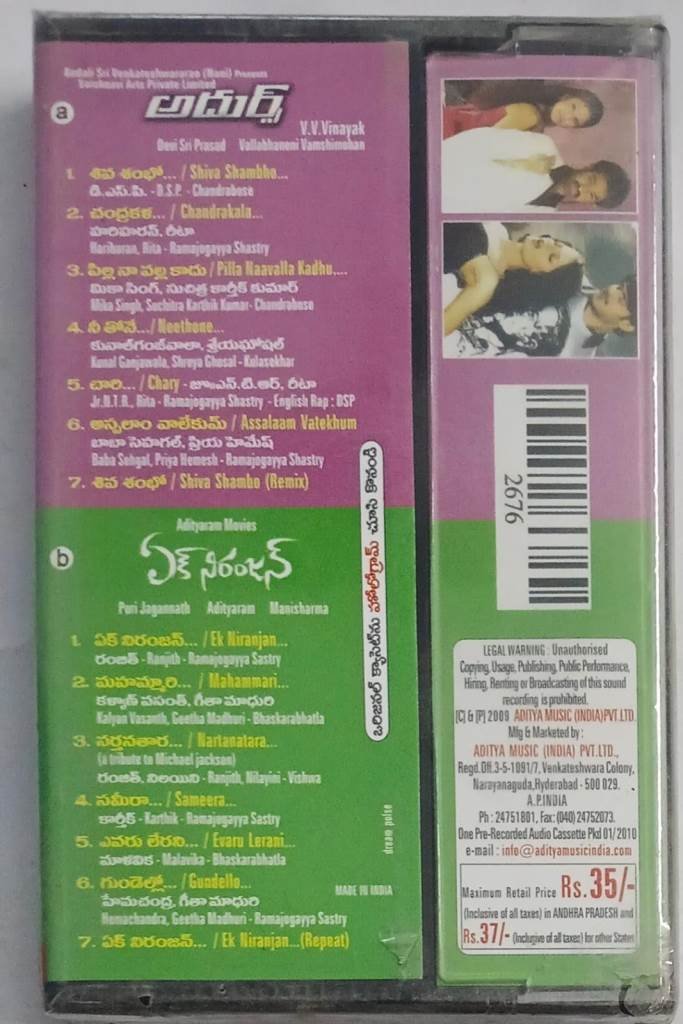 Kodali Sri Venkateshwararao (Nani) Presents
Vaishnavi Arts Private Limited
a
అదుర్స్
V.V.Vinayak
Devi Sri Prasad Vallabhaneni Vamshimohan
1. శివ శంభో... / Shiva Shambho...
డి.ఎస్.పి. - D.S.P. - Chandrabose
2. చంద్రకళ... / Chandrakala...
హరిహరన్, రీటా
Hariharan, Rita - Ramajogayya Shastry
3. పిల్ల నా వల్ల కాదు / Pilla Naavalla Kadhu....
మికా సింగ్, సుచిత్ర కార్తీక్ కుమార్
Mika Singh, Suchitra Karthik Kumar- Chandrabose
4. నీ తోనే.../ Neethone...
కునాల్‌గంజ్‌వాలా, శ్రేయఘోషల్
Kunal Ganjawala, Shreya Ghosal - Kulasekhar
5. చారి... / Chary - జూ॥ఎన్.టి.ఆర్, రీటా
Jr.N.T.R., Rita - Ramajogayya Shastry - English Rap : DSP
6. అస్సలాం వాలేకుమ్ / Assalaam Vatekhum
బాబా సెహగల్, ప్రియ హిమేష్
Baba Sehgal, Priya Hemesh - Ramajogayya Shastry
7. శివ శంభో / Shiva Shambo (Remix)
b
Adityaram Movies
ఏక్ నిరంజన్
Puri Jagannath Adityaram Manisharma
1. ఏక్ నిరంజన్... / Ek Niranjan...
రంజిత్ - Ranjith - Ramajogayya Sastry
2. మహమ్మారి... / Mahammari...
కళ్యాణ్ వసంత్, గీతా మాధురి
Kalyan Vasanth, Geetha Madhuri - Bhaskarabhatla
3. నర్తనతార... / Nartanatara...
(a tribute to Michael jackson)
రంజిత్, నిలయిని - Ranjith, Nilayini - Vishwa
4. సమీరా... / Sameera...
కార్తీక్ - Karthik - Ramajogayya Sastry
5. ఎవరు లేరని... / Evaru Lerani...
మాళవిక - Malavika - Bhaskarabhatla
6. గుండెల్లో... / Gundello...
హేమచంద్ర, గీతా మాధురి
Hemachandra, Geetha Madhuri - Ramajogayya Sastry
7. ఏక్ నిరంజన్... / Ek Niranjan...(Repeat)
ఒరిజినల్ క్యాసెట్‌ను హోలోగ్రామ్ చూసి కొనండి
dream pulse
MADE IN INDIA
2676
LEGAL WARNING : Unauthorised
Copying, Usage, Publishing, Public Performance,
Hiring, Renting or Broadcasting of this sound
recording is prohibited.
(C) & (P) 2009 ADITYA MUSIC (INDIA)PVT.LTD.
Mfg & Marketed by :
ADITYA MUSIC (INDIA) PVT.LTD.,
Regd.Off.3-5-1091/7, Venkateshwara Colony,
Narayanaguda,Hyderabad - 500 029.
A.P.INDIA
Ph : 24751801, Fax: (040) 24752073.
One Pre-Recorded Audio Cassette Pkd 01/2010
e-mail : info@adityamusicindia.com
Maximum Retail Price Rs.35/-
(Inclusive of all taxes) in ANDHRA PRADESH and
Rs.37/- (Inclusive of all taxes) for other States